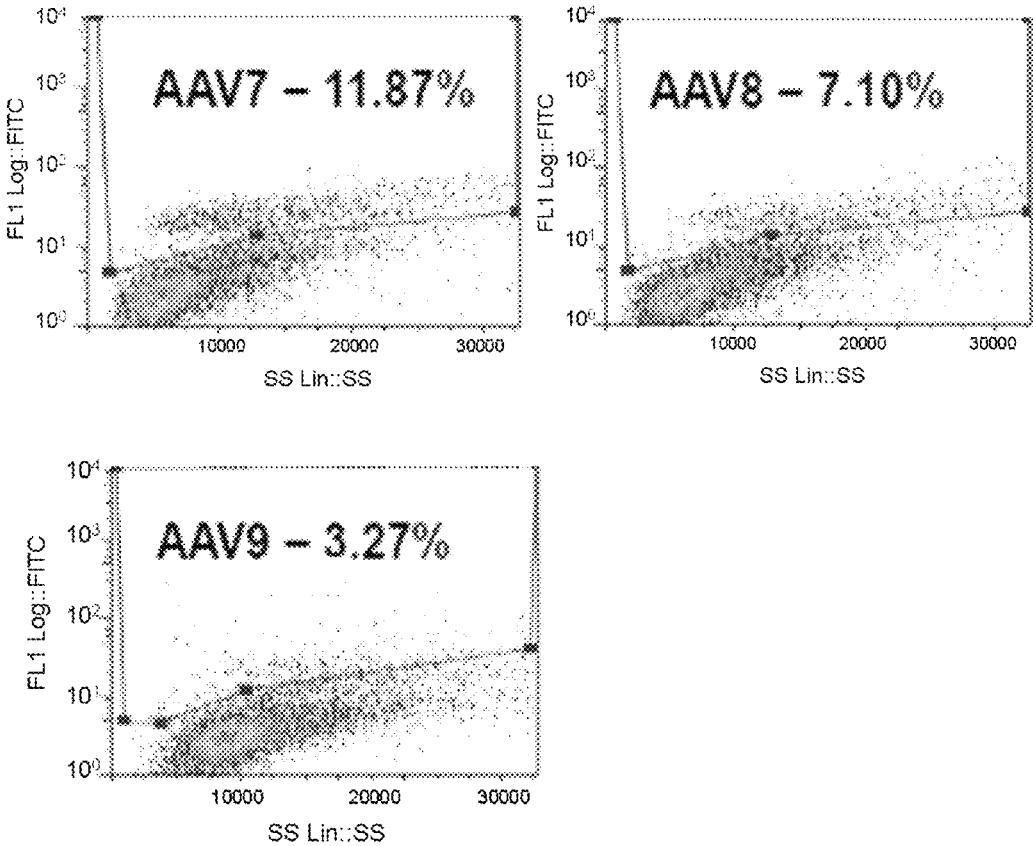 AAV7 – 11.87%
FL1 Log::FITC
10⁴
10³
10²
10¹
10⁰
10000
20000
30000
SS Lin::SS
AAV8 – 7.10%
FL1 Log::FITC
10⁴
10³
10²
10¹
10⁰
10000
20000
30000
SS Lin::SS
AAV9 – 3.27%
FL1 Log::FITC
10⁴
10³
10²
10¹
10⁰
10000
20000
30000
SS Lin::SS